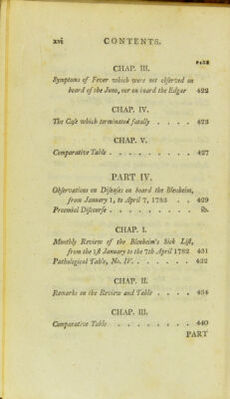 xvi CONTENTS.
PAGE
CHAP. III.
Symptoms of Fever which were not observed on
board of the Juno, nor on board the Edgar 422
CHAP. IV.
The Case which terminated fatally . . . . 423
CHAP. V.
Comparative Table . . . . . . . . . 427
PART IV.
Observations on Diseases on board the Blenheim,
from January 1, to April 7, 1783 . . 429
Proemial Discourse . . . . . . . . . ib.
CHAP. I.
Monthly Review of the Blenheim's Sick List,
from the 1st January to the 7th April 1782 431
Pathological Table, No. IV. . . . . . . 432
CHAP. II.
Remarks on the Review and Table . . . . 434
CHAP. III.
Comparative Table . . . . . . . . 440
PART